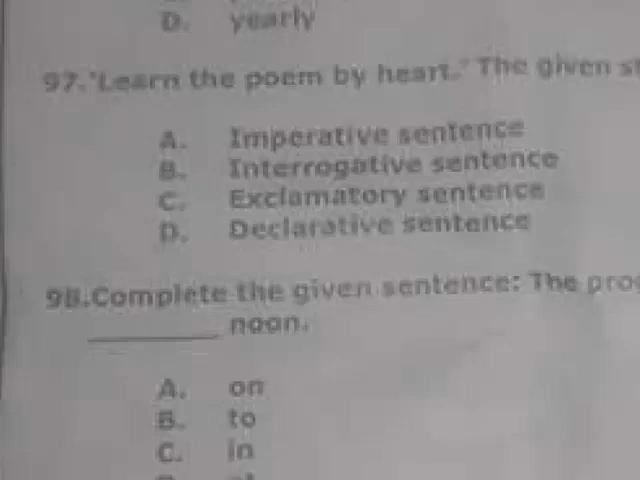 D. yearly
97.'Learn the poem by heart.' The given
A. Imperative sentence
B. Interrogative sentence
C. Exclamatory sentence
D. Declarative sentence
98.Complete the given sentence: The
________ noon.
A. on
B. to
C. in